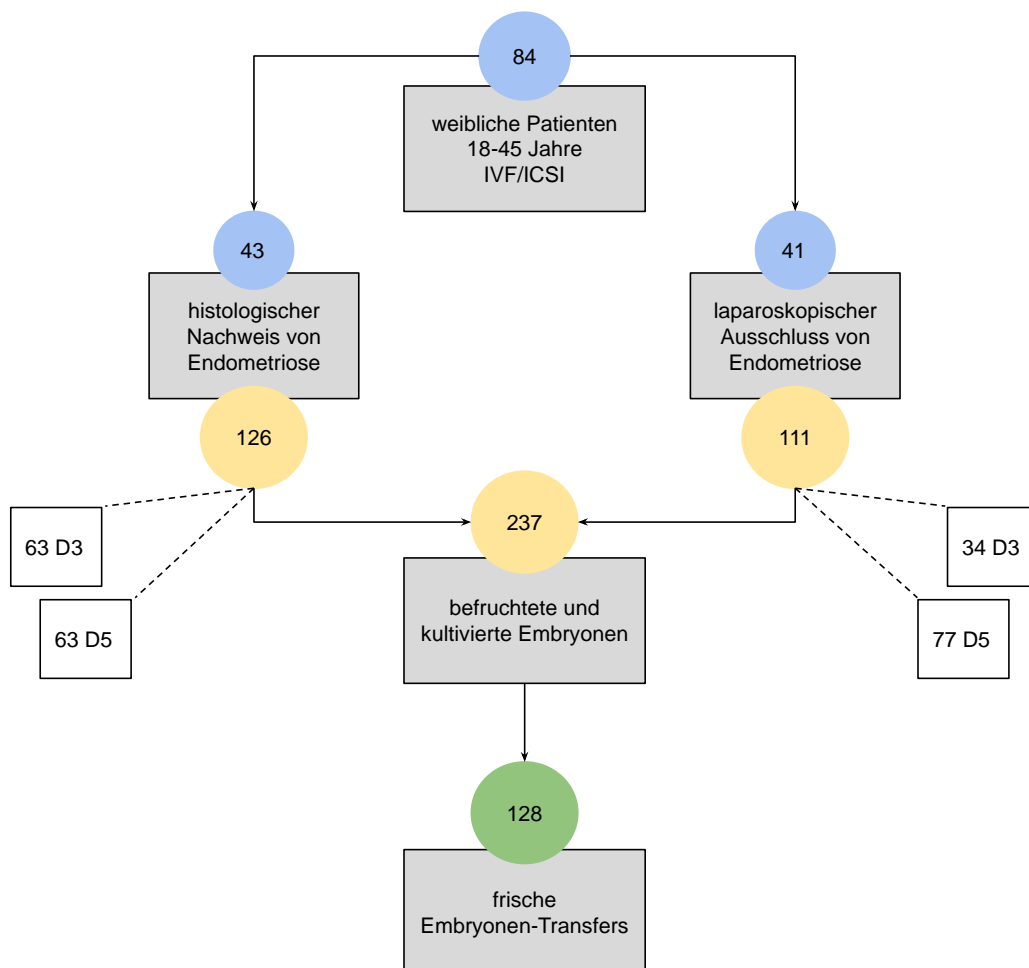 84
weibliche Patienten
18-45 Jahre
IVF/ICSI
43
histologischer
Nachweis von
Endometriose
41
laparoskopischer
Ausschluss von
Endometriose
126
111
63 D3
63 D5
237
befruchtete und
kultivierte Embryonen
34 D3
77 D5
128
frische
Embryonen-Transfers